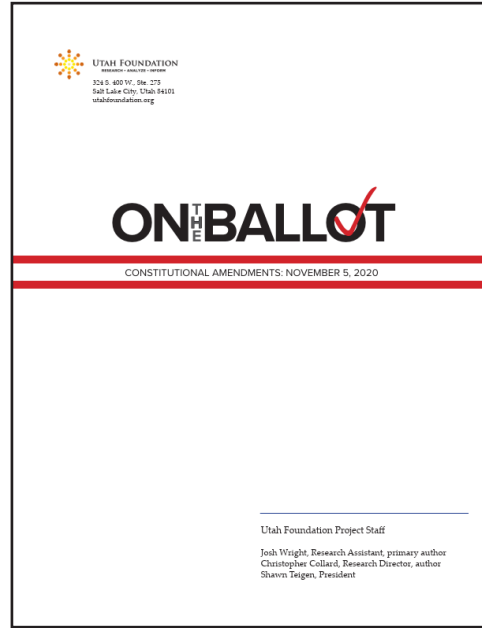 UTAH FOUNDATION
RESEARCH • ANALYZE • INFORM
324 S. 400 W., Ste. 275
Salt Lake City, Utah 84101
utahfoundation.org
ON THE BALLOT
CONSTITUTIONAL AMENDMENTS: NOVEMBER 5, 2020
Utah Foundation Project Staff
Josh Wright, Research Assistant, primary author
Christopher Collard, Research Director, author
Shawn Teigen, President